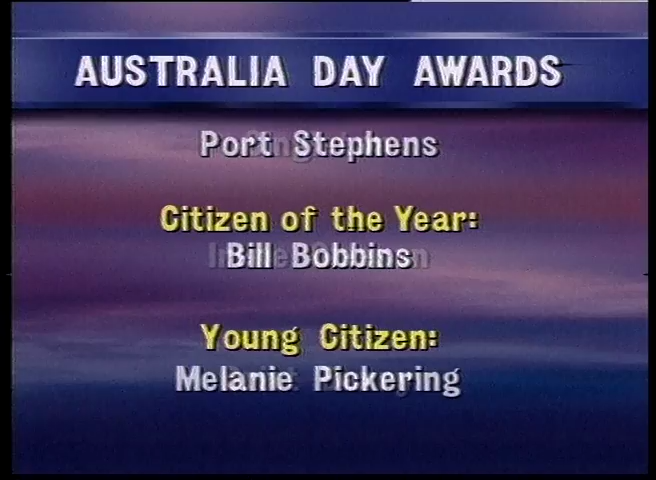 AUSTRALIA DAY AWARDS
Port Stephens
Citizen of the Year:
Bill Bobbins
Young Citizen:
Melanie Pickering